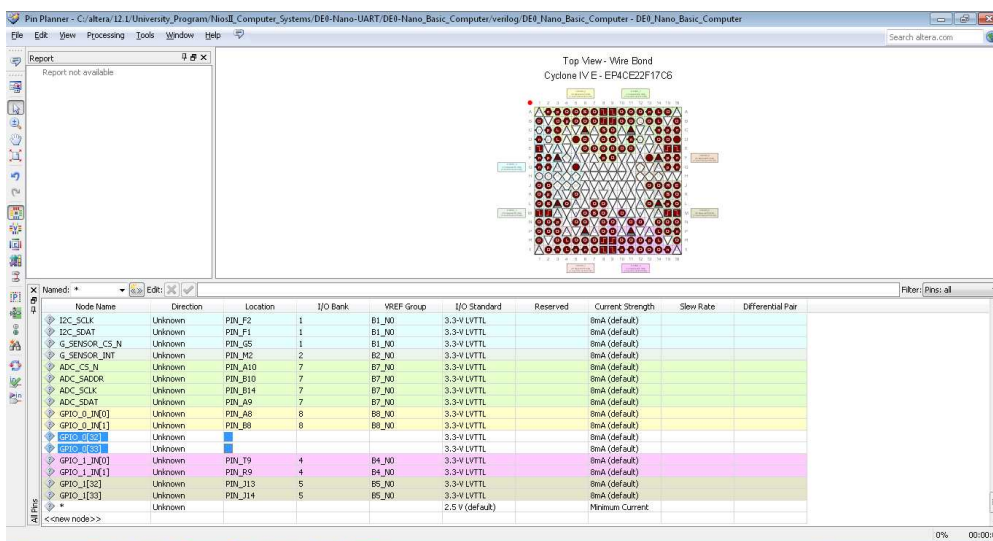 Pin Planner - C:/altera/12.1/University_Program/NiosII_Computer_Systems/DE0-Nano-UART/DE0-Nano_Basic_Computer/verilog/DE0_Nano_Basic_Computer - DE0_Nano_Basic_Computer
File Edit View Processing Tools Window Help
Search altera.com
Report
Report not available
Top View - Wire Bond
Cyclone IV E - EP4CE22F17C6
Named: * Edit: Filter: Pins: all
Node Name Direction Location I/O Bank VREF Group I/O Standard Reserved Current Strength Slew Rate Differential Pair
I2C_SCLK Unknown PIN_F2 1 B1_N0 3.3-V LVTTL 8mA (default)
I2C_SDAT Unknown PIN_F1 1 B1_N0 3.3-V LVTTL 8mA (default)
G_SENSOR_CS_N Unknown PIN_G5 1 B1_N0 3.3-V LVTTL 8mA (default)
G_SENSOR_INT Unknown PIN_M2 2 B2_N0 3.3-V LVTTL 8mA (default)
ADC_CS_N Unknown PIN_A10 7 B7_N0 3.3-V LVTTL 8mA (default)
ADC_SADDR Unknown PIN_B10 7 B7_N0 3.3-V LVTTL 8mA (default)
ADC_SCLK Unknown PIN_B14 7 B7_N0 3.3-V LVTTL 8mA (default)
ADC_SDAT Unknown PIN_A9 7 B7_N0 3.3-V LVTTL 8mA (default)
GPIO_0_IN[0] Unknown PIN_A8 8 B8_N0 3.3-V LVTTL 8mA (default)
GPIO_0_IN[1] Unknown PIN_B8 8 B8_N0 3.3-V LVTTL 8mA (default)
GPIO_0[32] Unknown 3.3-V LVTTL 8mA (default)
GPIO_0[33] Unknown 3.3-V LVTTL 8mA (default)
GPIO_1_IN[0] Unknown PIN_T9 4 B4_N0 3.3-V LVTTL 8mA (default)
GPIO_1_IN[1] Unknown PIN_R9 4 B4_N0 3.3-V LVTTL 8mA (default)
GPIO_1[32] Unknown PIN_J13 5 B5_N0 3.3-V LVTTL 8mA (default)
GPIO_1[33] Unknown PIN_J14 5 B5_N0 3.3-V LVTTL 8mA (default)
* Unknown 2.5 V (default) Minimum Current
<<new node>>
All Pins
0% 00:00: